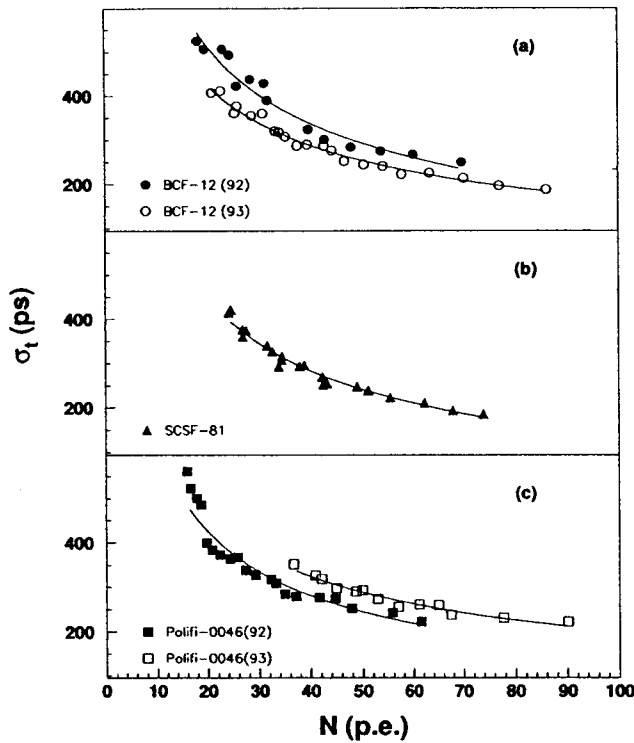 (a)
400
200
BCF-12 (92)
BCF-12 (93)
(b)
400
200
SCSF-81
σt (ps)
(c)
400
200
Polifi-0046(92)
Polifi-0046(93)
0 10 20 30 40 50 60 70 80 90 100
N (p.e.)